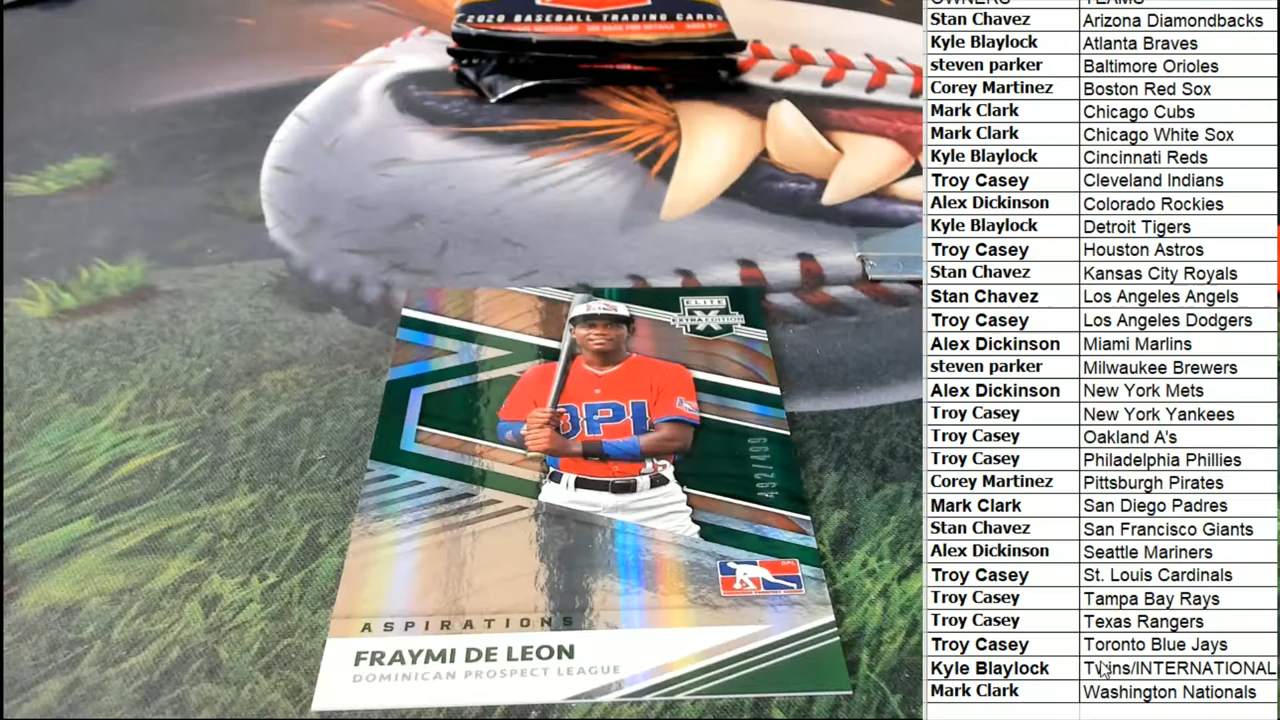 2020 BASEBALL TRADING CARDS
OWNERS TEAMS
Stan Chavez Arizona Diamondbacks
Kyle Blaylock Atlanta Braves
steven parker Baltimore Orioles
Corey Martinez Boston Red Sox
Mark Clark Chicago Cubs
Mark Clark Chicago White Sox
Kyle Blaylock Cincinnati Reds
Troy Casey Cleveland Indians
Alex Dickinson Colorado Rockies
Kyle Blaylock Detroit Tigers
Troy Casey Houston Astros
Stan Chavez Kansas City Royals
Stan Chavez Los Angeles Angels
Troy Casey Los Angeles Dodgers
Alex Dickinson Miami Marlins
steven parker Milwaukee Brewers
Alex Dickinson New York Mets
Troy Casey New York Yankees
Troy Casey Oakland A's
Troy Casey Philadelphia Phillies
Corey Martinez Pittsburgh Pirates
Mark Clark San Diego Padres
Stan Chavez San Francisco Giants
Alex Dickinson Seattle Mariners
Troy Casey St. Louis Cardinals
Troy Casey Tampa Bay Rays
Troy Casey Texas Rangers
Troy Casey Toronto Blue Jays
Kyle Blaylock Twins/INTERNATIONAL
Mark Clark Washington Nationals
ELITE
X
EXTRA EDITION
DPL
492/499
DPL
ASPIRATIONS
FRAYMI DE LEON
DOMINICAN PROSPECT LEAGUE